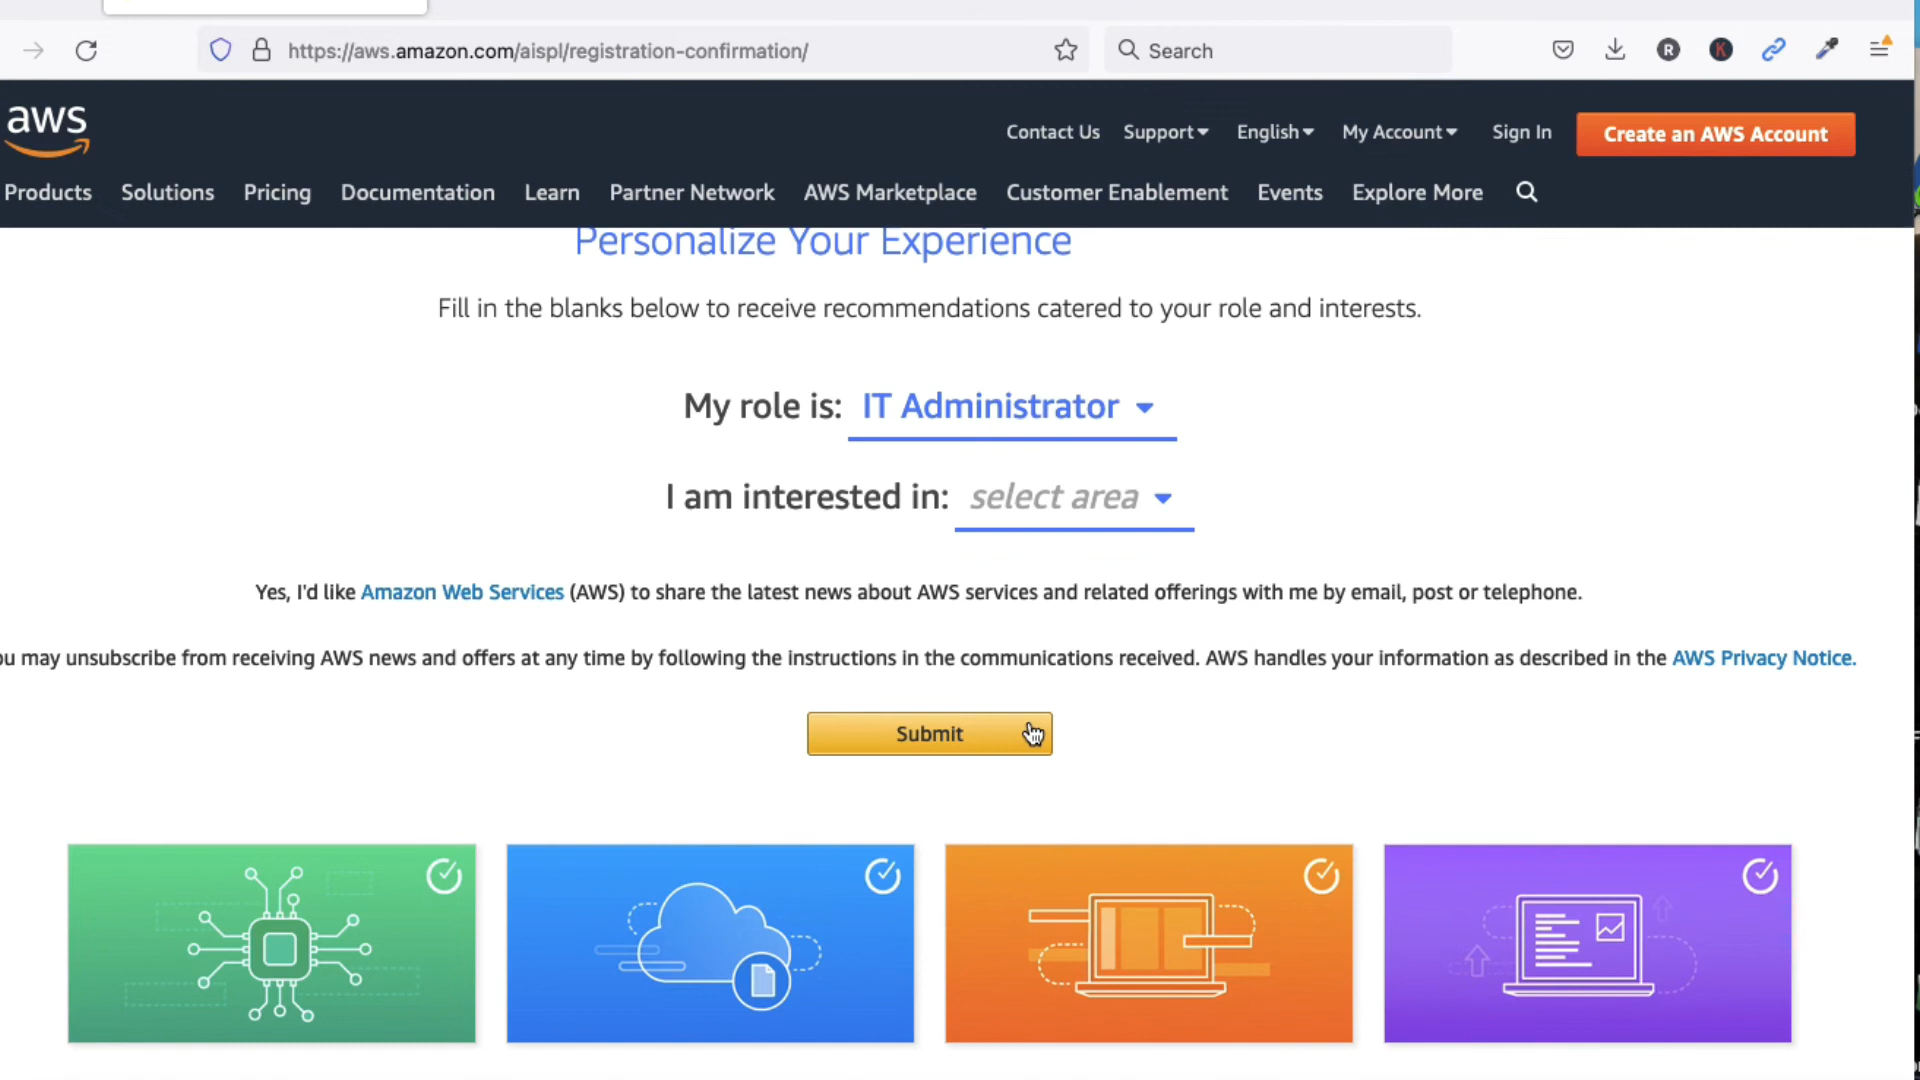 https://aws.amazon.com/aispl/registration-confirmation/
Search
R
K
aws
Contact Us Support English My Account Sign In Create an AWS Account
Products Solutions Pricing Documentation Learn Partner Network AWS Marketplace Customer Enablement Events Explore More
Personalize Your Experience
Fill in the blanks below to receive recommendations catered to your role and interests.
My role is: IT Administrator
I am interested in: select area
Yes, I'd like Amazon Web Services (AWS) to share the latest news about AWS services and related offerings with me by email, post or telephone.
ou may unsubscribe from receiving AWS news and offers at any time by following the instructions in the communications received. AWS handles your information as described in the AWS Privacy Notice.
Submit